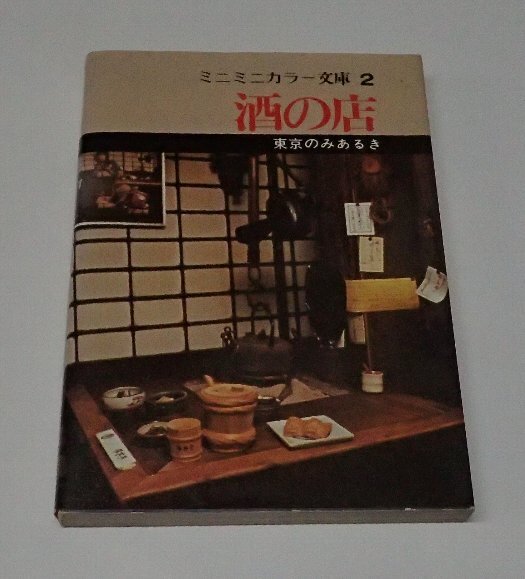 ミニミニカラー文庫 2
酒の店
東京のみあるき